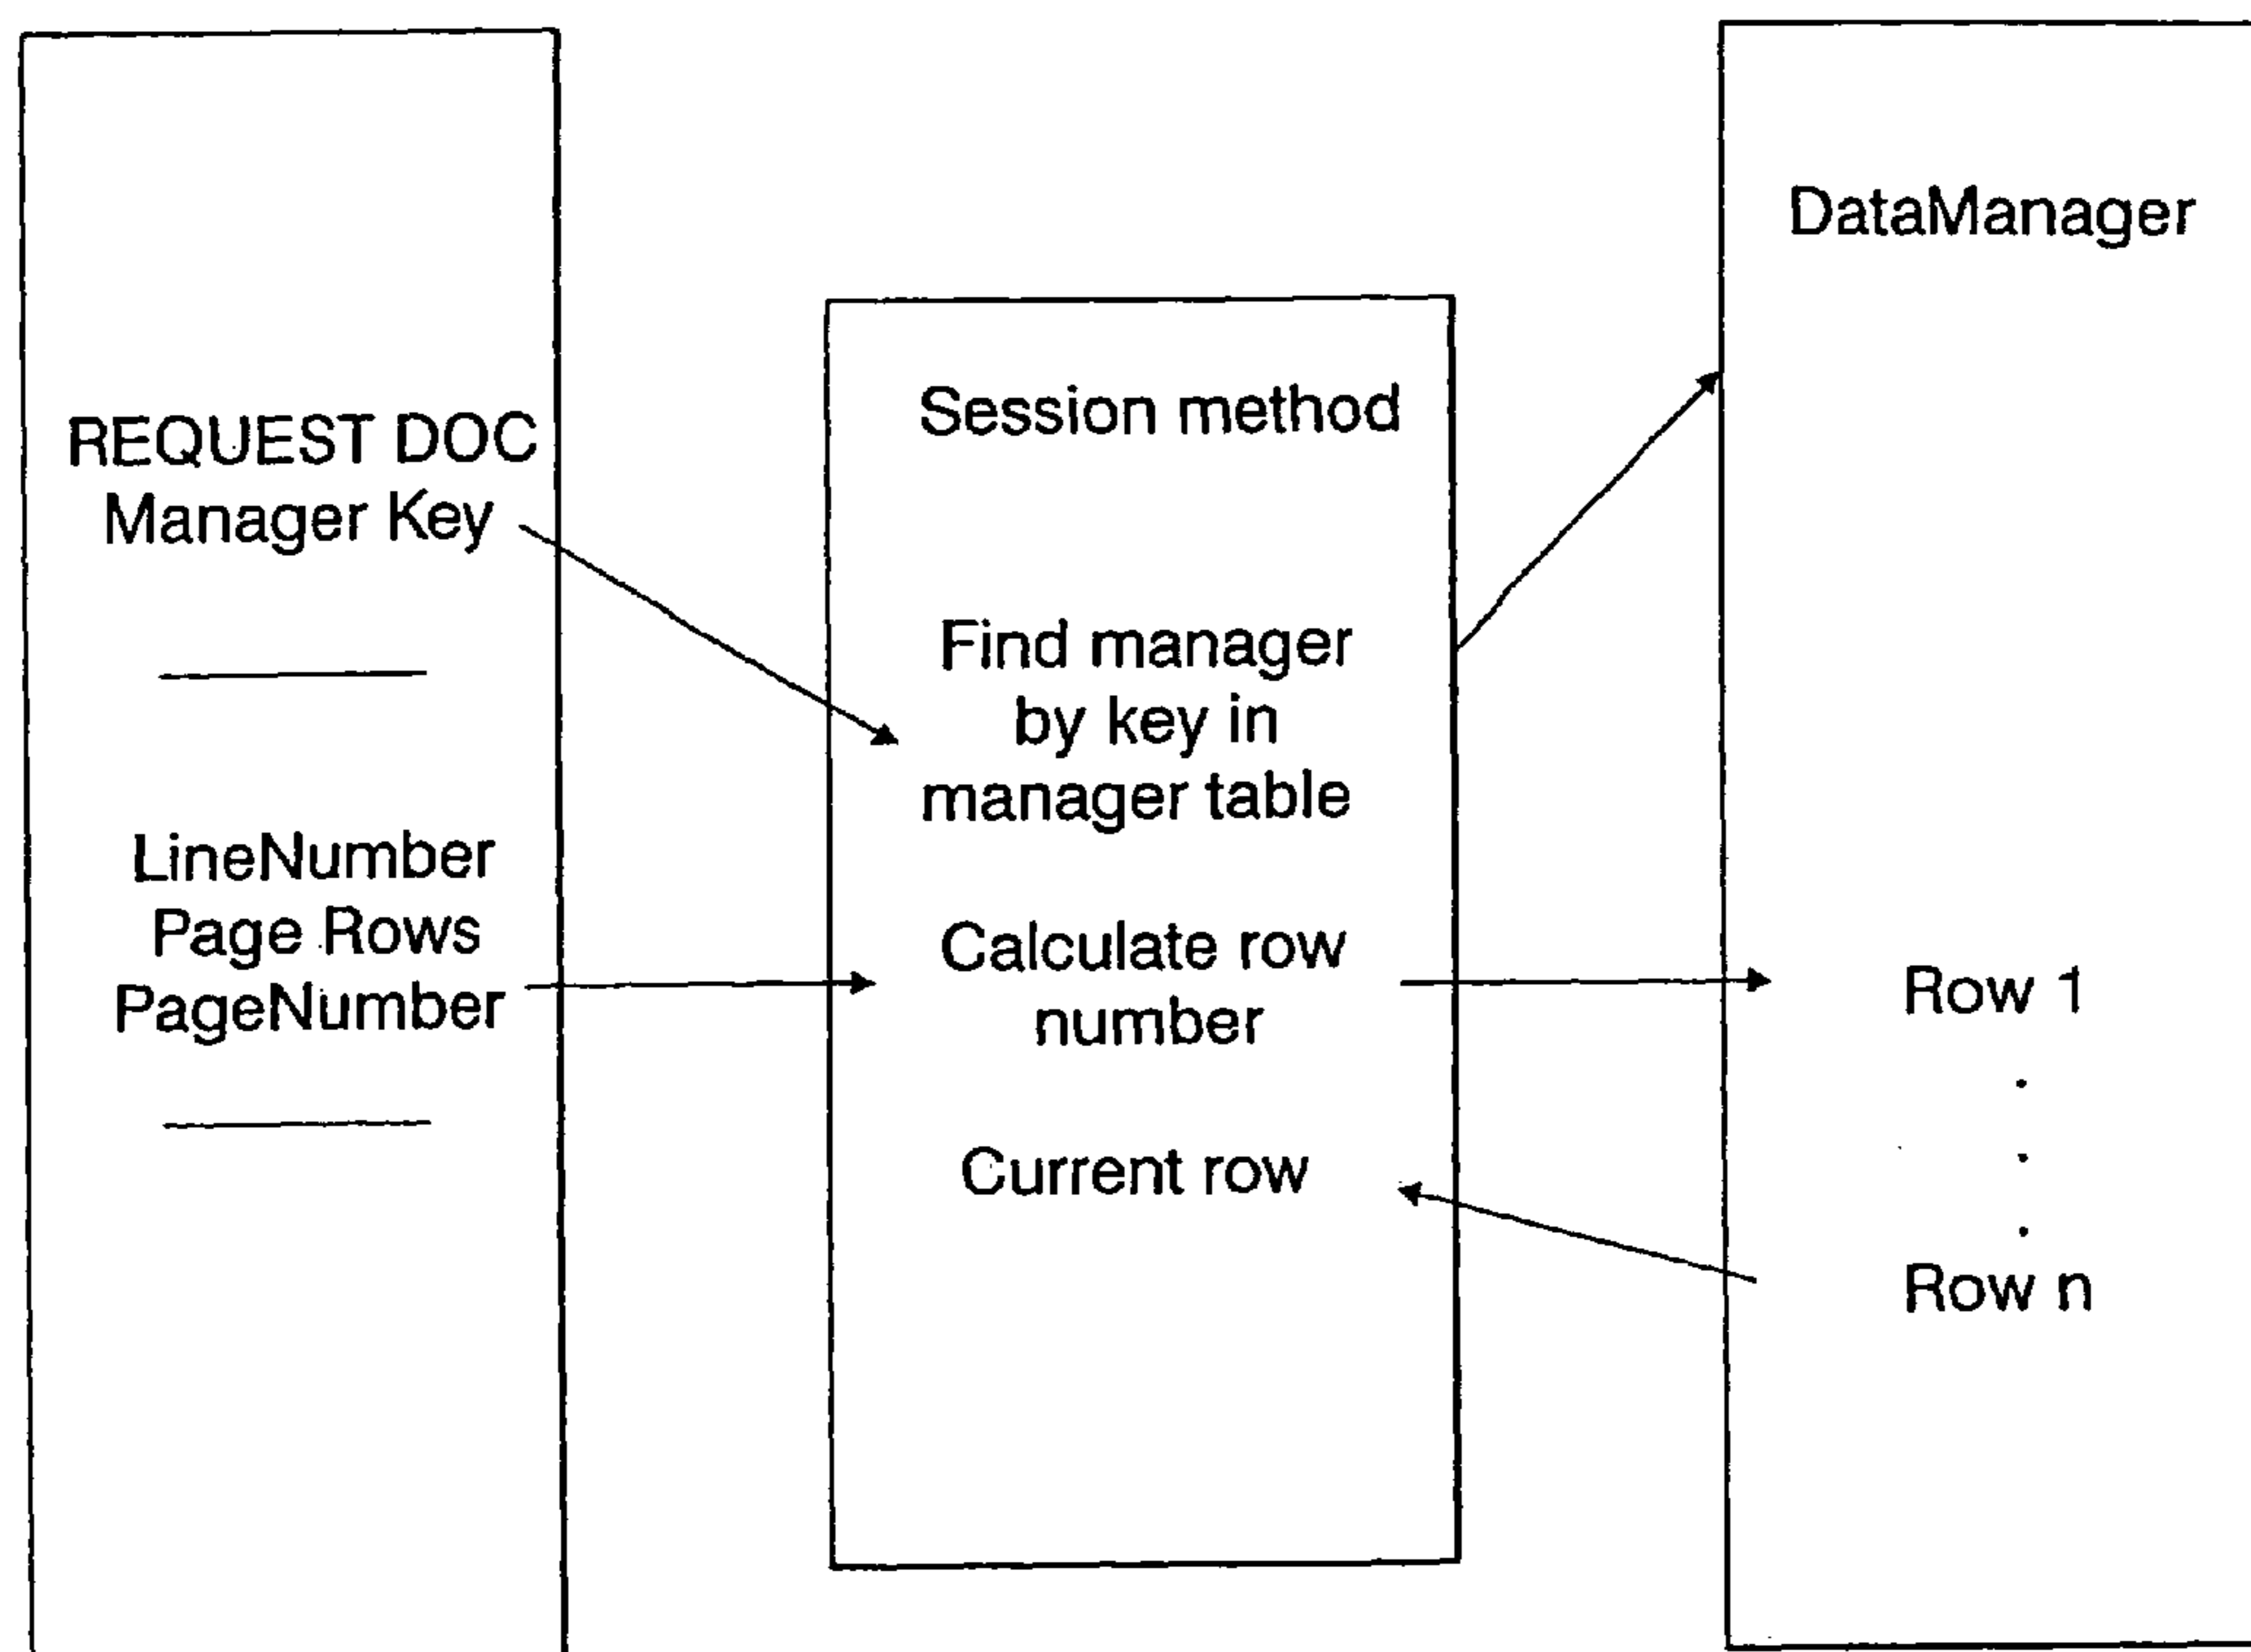 REQUEST DOC
Manager Key
LineNumber
Page Rows
PageNumber
Session method
Find manager
by key in
manager table
Calculate row
number
Current row
DataManager
Row 1
.
.
.
Row n